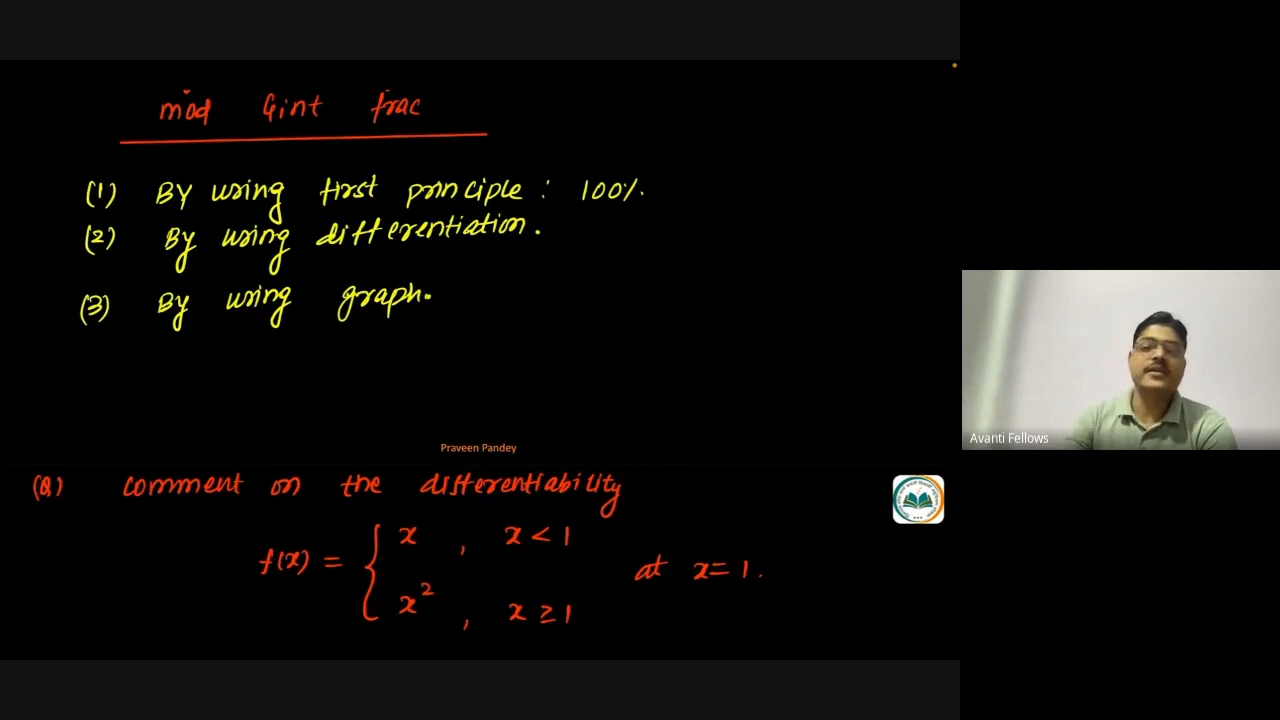 mod Gint frac
(1) By using first principle : 100%.
(2) By using differentiation.
(3) By using graph.
Avanti Fellows
Praveen Pandey
(Q) comment on the differentiability
f(x) = { x , x < 1
x² , x ≥ 1
at x = 1.